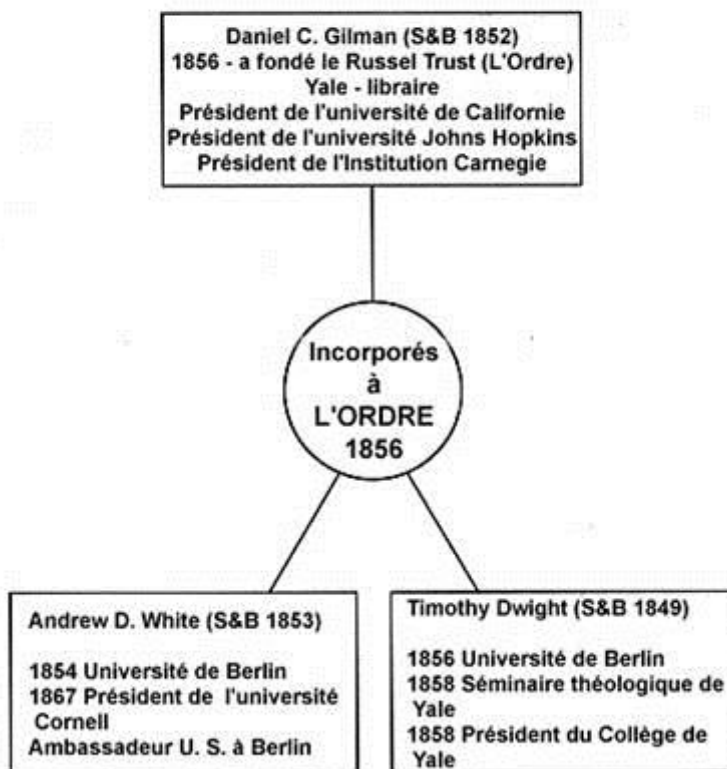 Daniel C. Gilman (S&B 1852)
1856 - a fondé le Russel Trust (L'Ordre)
Yale - libraire
Président de l'université de Californie
Président de l'université Johns Hopkins
Président de l'Institution Carnegie
Incorporés
à
L'ORDRE
1856
Andrew D. White (S&B 1853)
1854 Université de Berlin
1867 Président de l'université
Cornell
Ambassadeur U. S. à Berlin
Timothy Dwight (S&B 1849)
1856 Université de Berlin
1858 Séminaire théologique de
Yale
1858 Président du Collège de
Yale